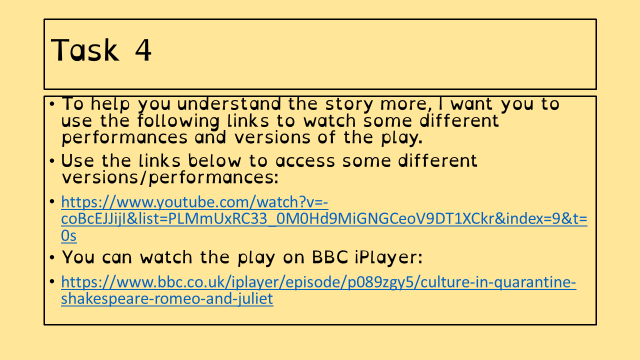 Task 4
• To help you understand the story more, I want you to
use the following links to watch some different
performances and versions of the play.
• Use the links below to access some different
versions/performances:
• https://www.youtube.com/watch?v=-
coBcEJJijI&list=PLMmUxRC33_0M0Hd9MiGNGCeoV9DT1XCkr&index=9&t=
0s
• You can watch the play on BBC iPlayer:
• https://www.bbc.co.uk/iplayer/episode/p089zgy5/culture-in-quarantine-
shakespeare-romeo-and-juliet